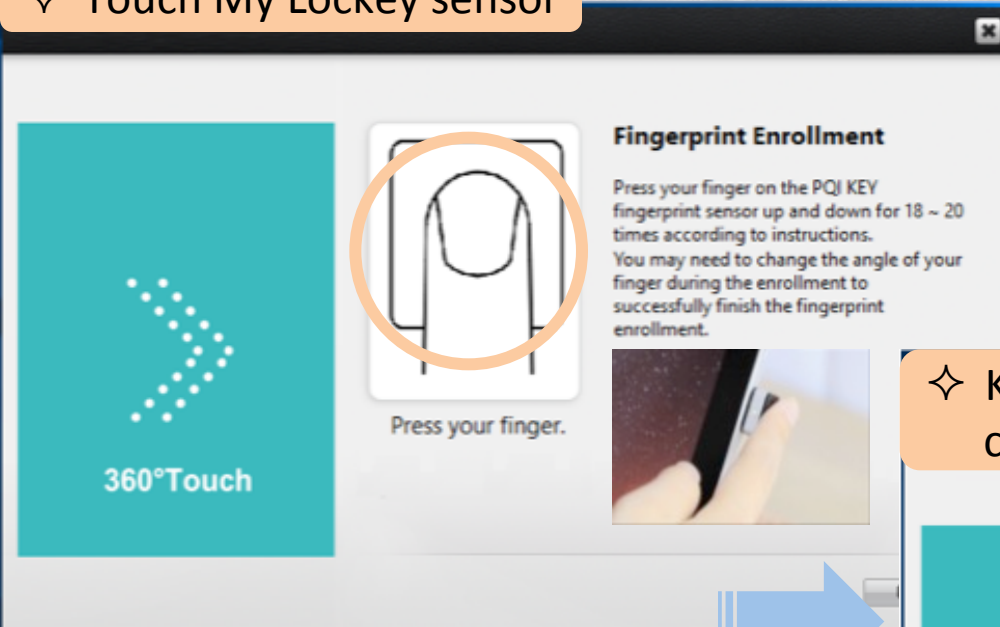 ✧ Touch My Lockey sensor
Fingerprint Enrollment
Press your finger on the PQI KEY
fingerprint sensor up and down for 18 ~ 20
times according to instructions.
You may need to change the angle of your
finger during the enrollment to
successfully finish the fingerprint
enrollment.
Press your finger.
360°Touch